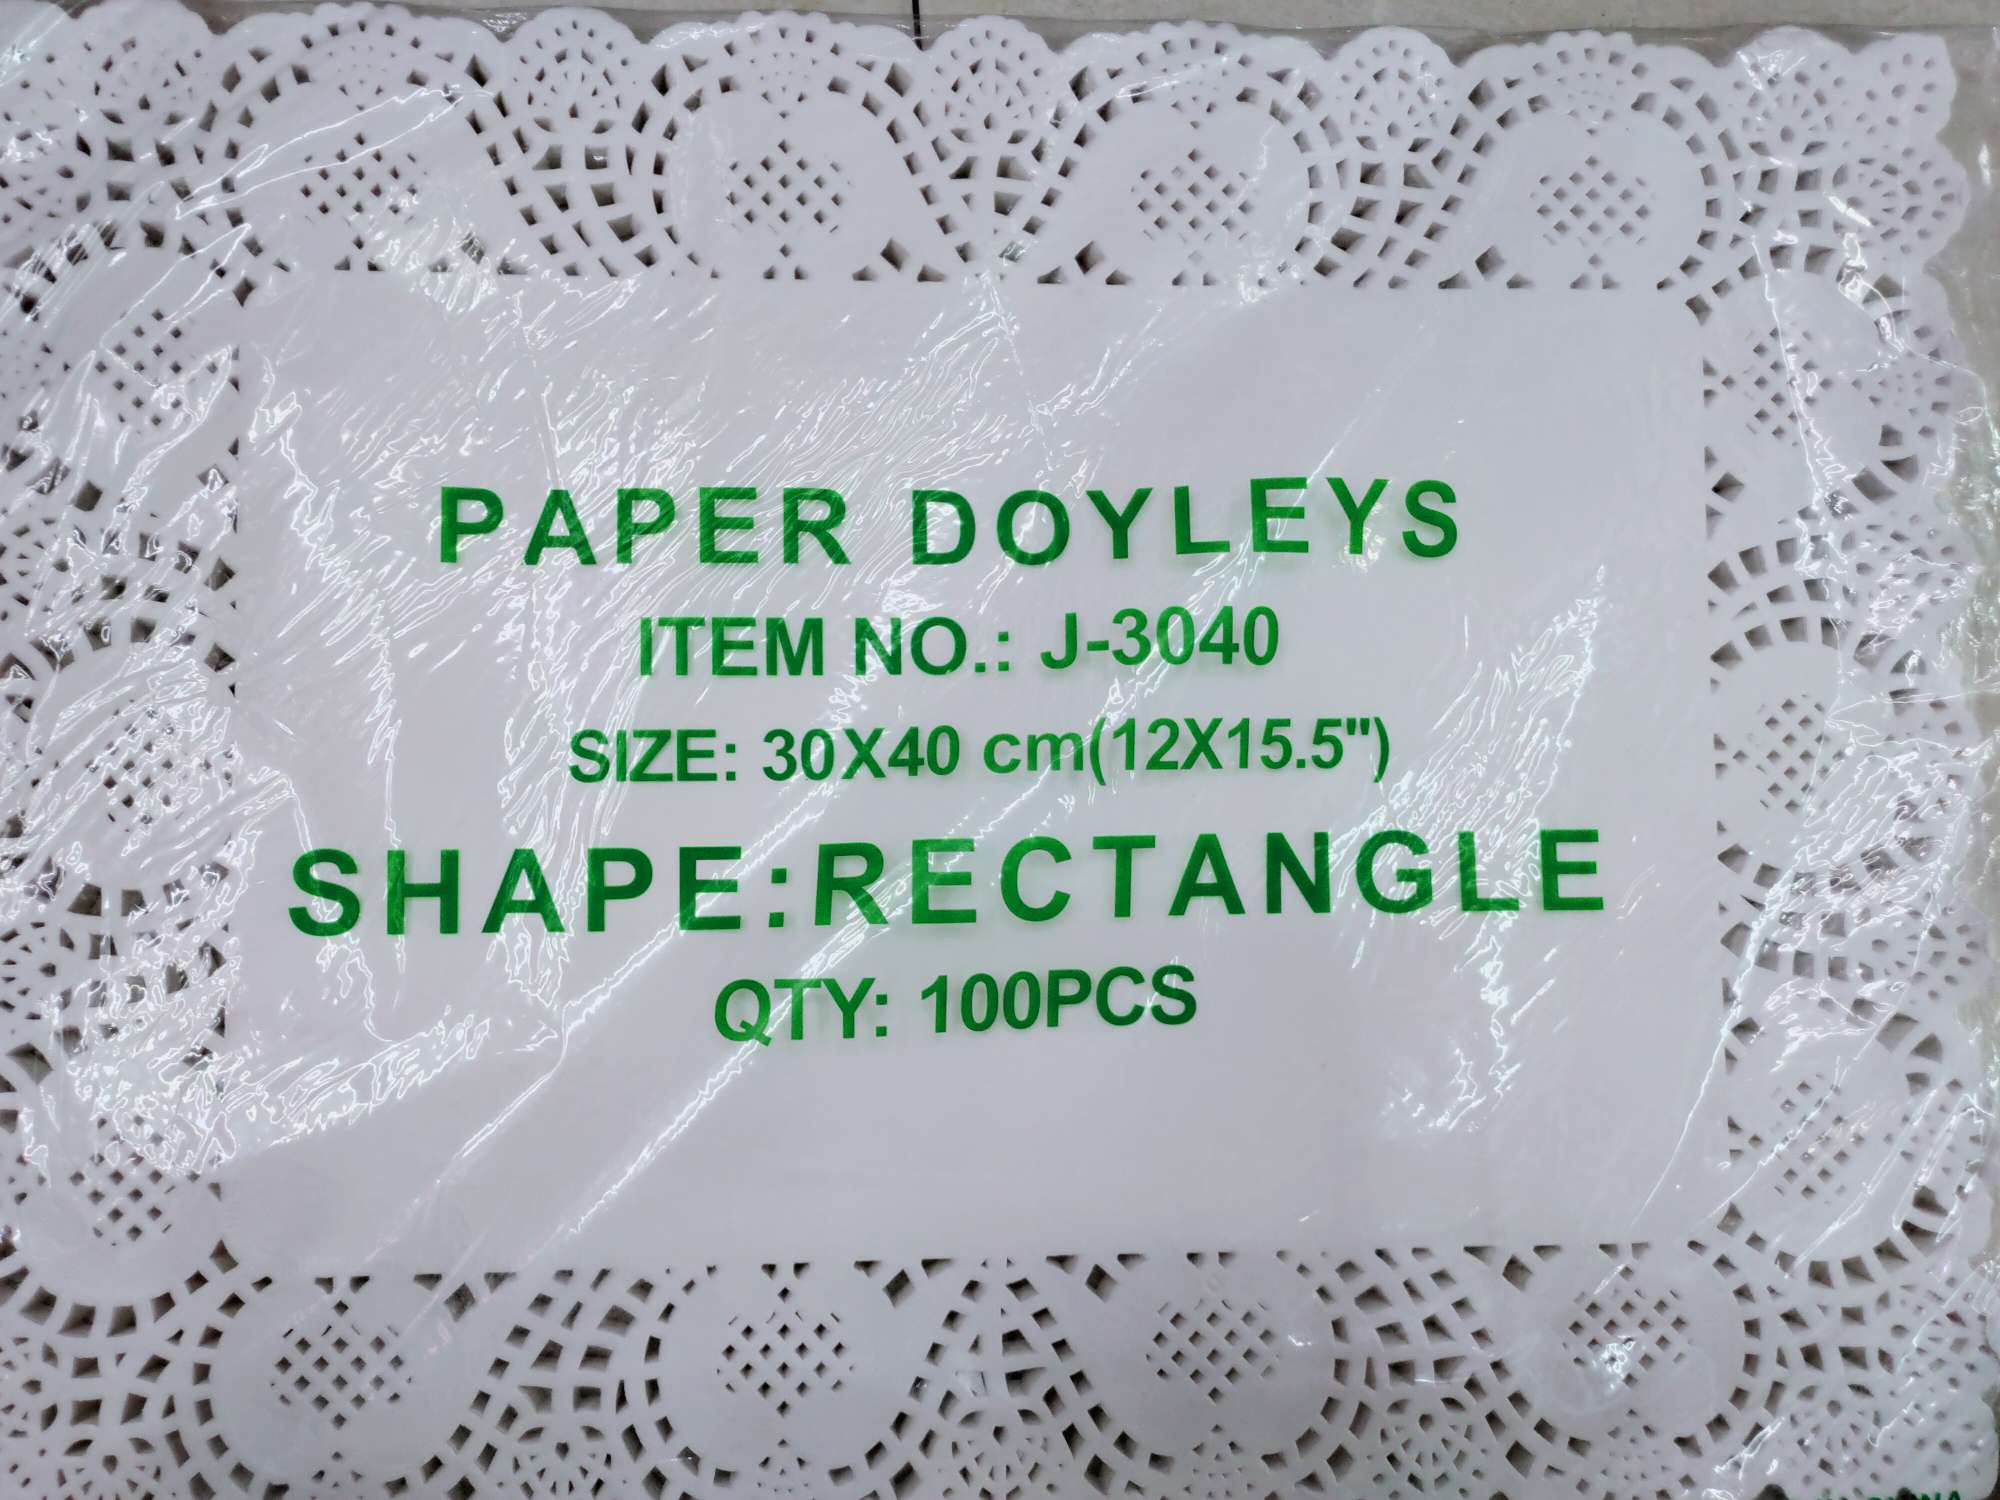 PAPER DOYLEYS
ITEM NO.: J-3040
SIZE: 30X40 cm(12X15.5")
SHAPE:RECTANGLE
QTY: 100PCS